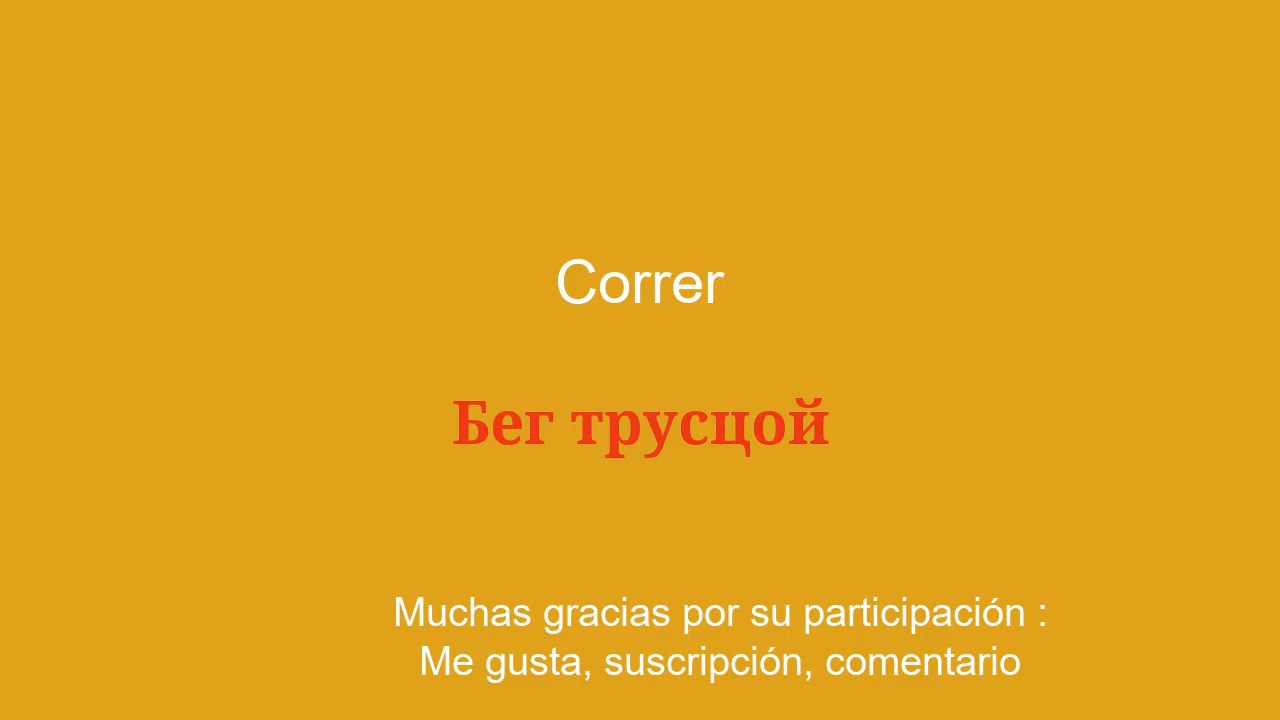 Correr
Бег трусцой
Muchas gracias por su participación :
Me gusta, suscripción, comentario